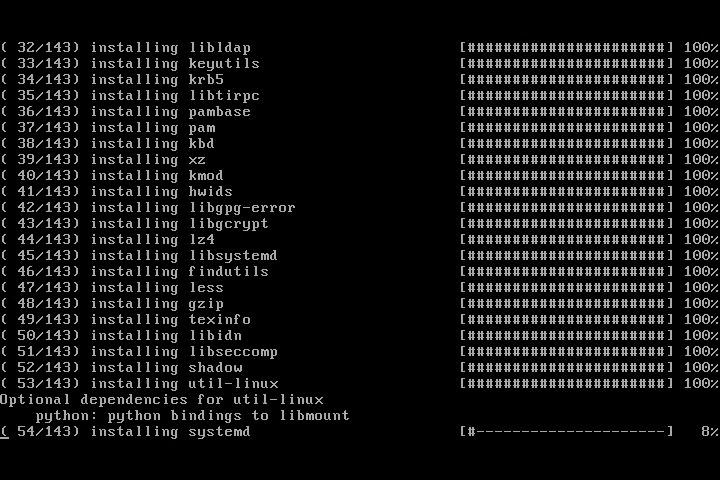 ( 32/143) installing libldap                        [######################] 100%
( 33/143) installing keyutils                       [######################] 100%
( 34/143) installing krb5                           [######################] 100%
( 35/143) installing libtirpc                       [######################] 100%
( 36/143) installing pambase                        [######################] 100%
( 37/143) installing pam                            [######################] 100%
( 38/143) installing kbd                            [######################] 100%
( 39/143) installing xz                             [######################] 100%
( 40/143) installing kmod                           [######################] 100%
( 41/143) installing hwids                          [######################] 100%
( 42/143) installing libgpg-error                   [######################] 100%
( 43/143) installing libgcrypt                      [######################] 100%
( 44/143) installing lz4                            [######################] 100%
( 45/143) installing libsystemd                     [######################] 100%
( 46/143) installing findutils                      [######################] 100%
( 47/143) installing less                           [######################] 100%
( 48/143) installing gzip                           [######################] 100%
( 49/143) installing texinfo                        [######################] 100%
( 50/143) installing libidn                         [######################] 100%
( 51/143) installing libseccomp                     [######################] 100%
( 52/143) installing shadow                         [######################] 100%
( 53/143) installing util-linux                     [######################] 100%
Optional dependencies for util-linux
    python: python bindings to libmount
( 54/143) installing systemd                        [#---------------------]   8%